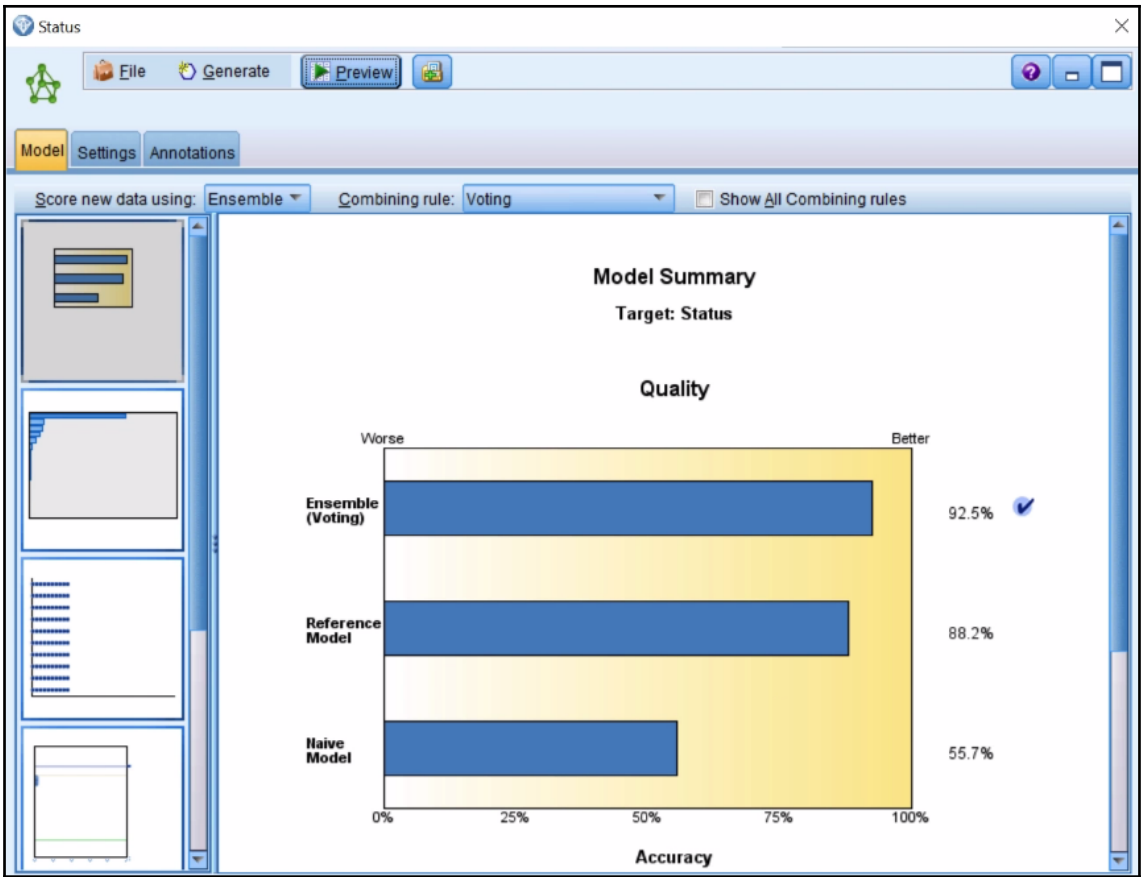 Status
File Generate Preview
Model Settings Annotations
Score new data using: Ensemble Combining rule: Voting Show All Combining rules
Model Summary
Target: Status
Quality
Worse Better
Ensemble
(Voting)
92.5%
Reference
Model
88.2%
Naive
Model
55.7%
0% 25% 50% 75% 100%
Accuracy